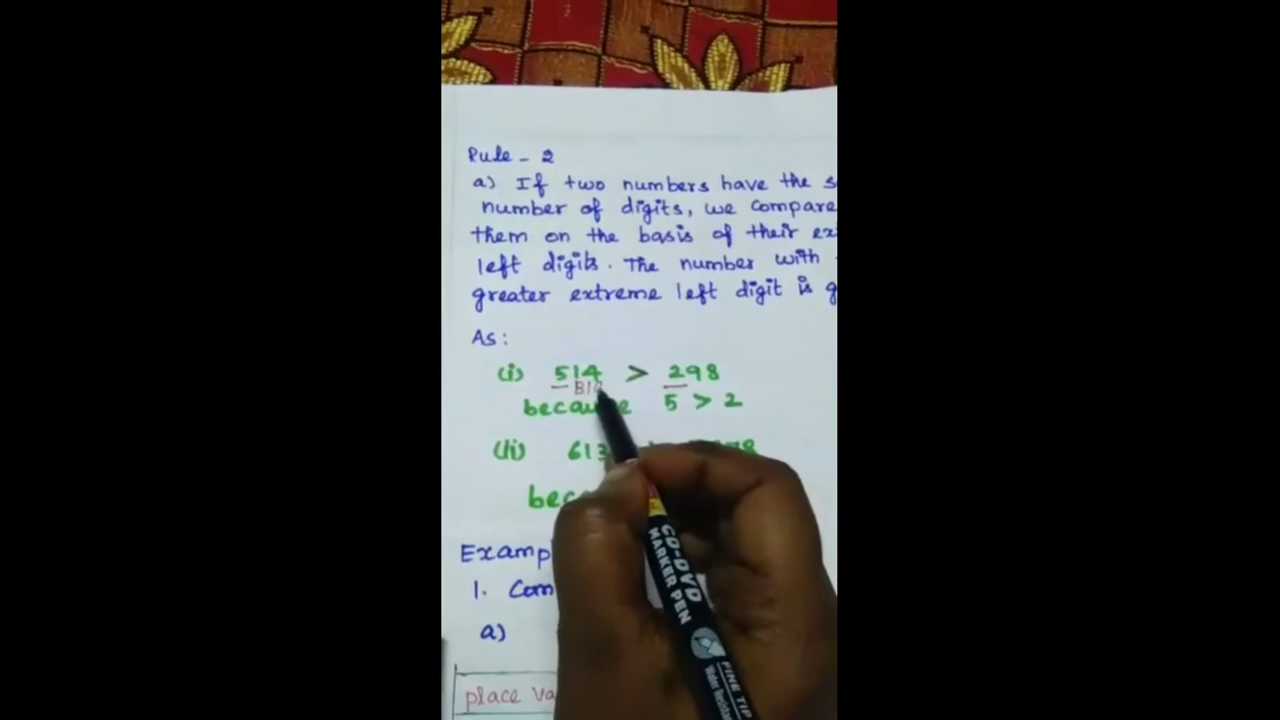 Rule - 2
a) If two numbers have the s
number of digits, we compare
them on the basis of their ex
left digits. The number with
greater extreme left digit is g
As:
(i) 514 > 298
BIG
because 5 > 2
(ii) 613
Examp
1. Com
a)
place va
CD-DVD
MARKER PEN
FINE TIP